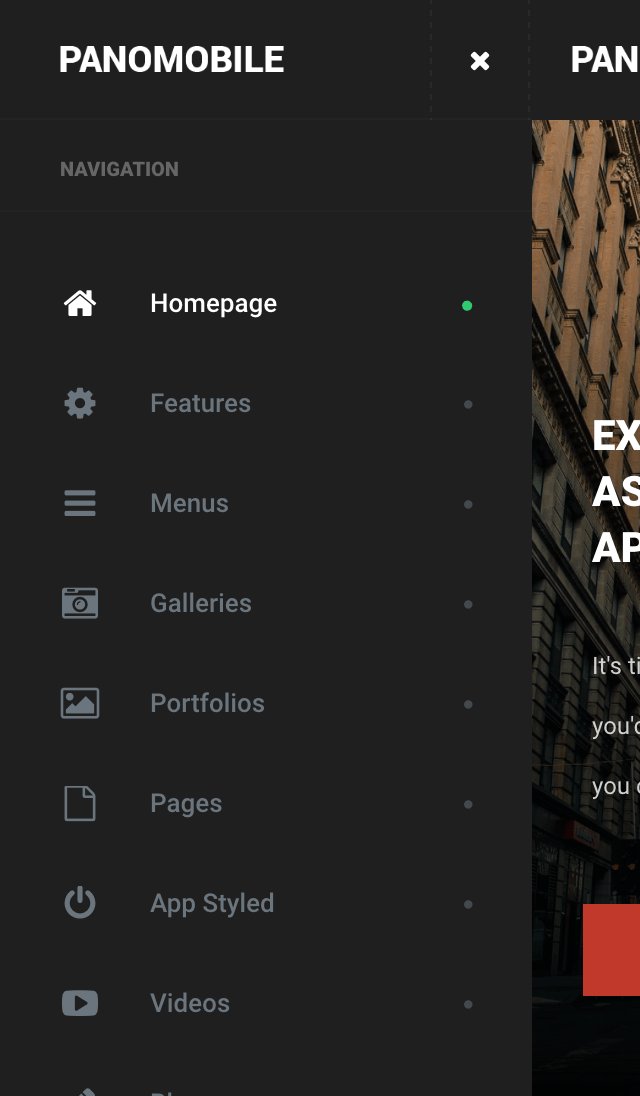 PANOMOBILE
NAVIGATION
Homepage
Features
Menus
Galleries
Portfolios
Pages
App Styled
Videos
PAN
EX
AS
AP
It's ti
you'd
you c